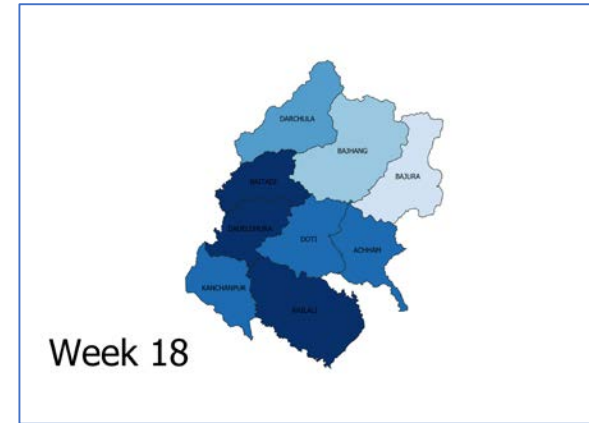 DARCHULA
BAJHANG
BAJURA
BAITADI
DADELDHURA
DOTI
ACHHAM
KANCHANPUR
KAILALI
Week 18